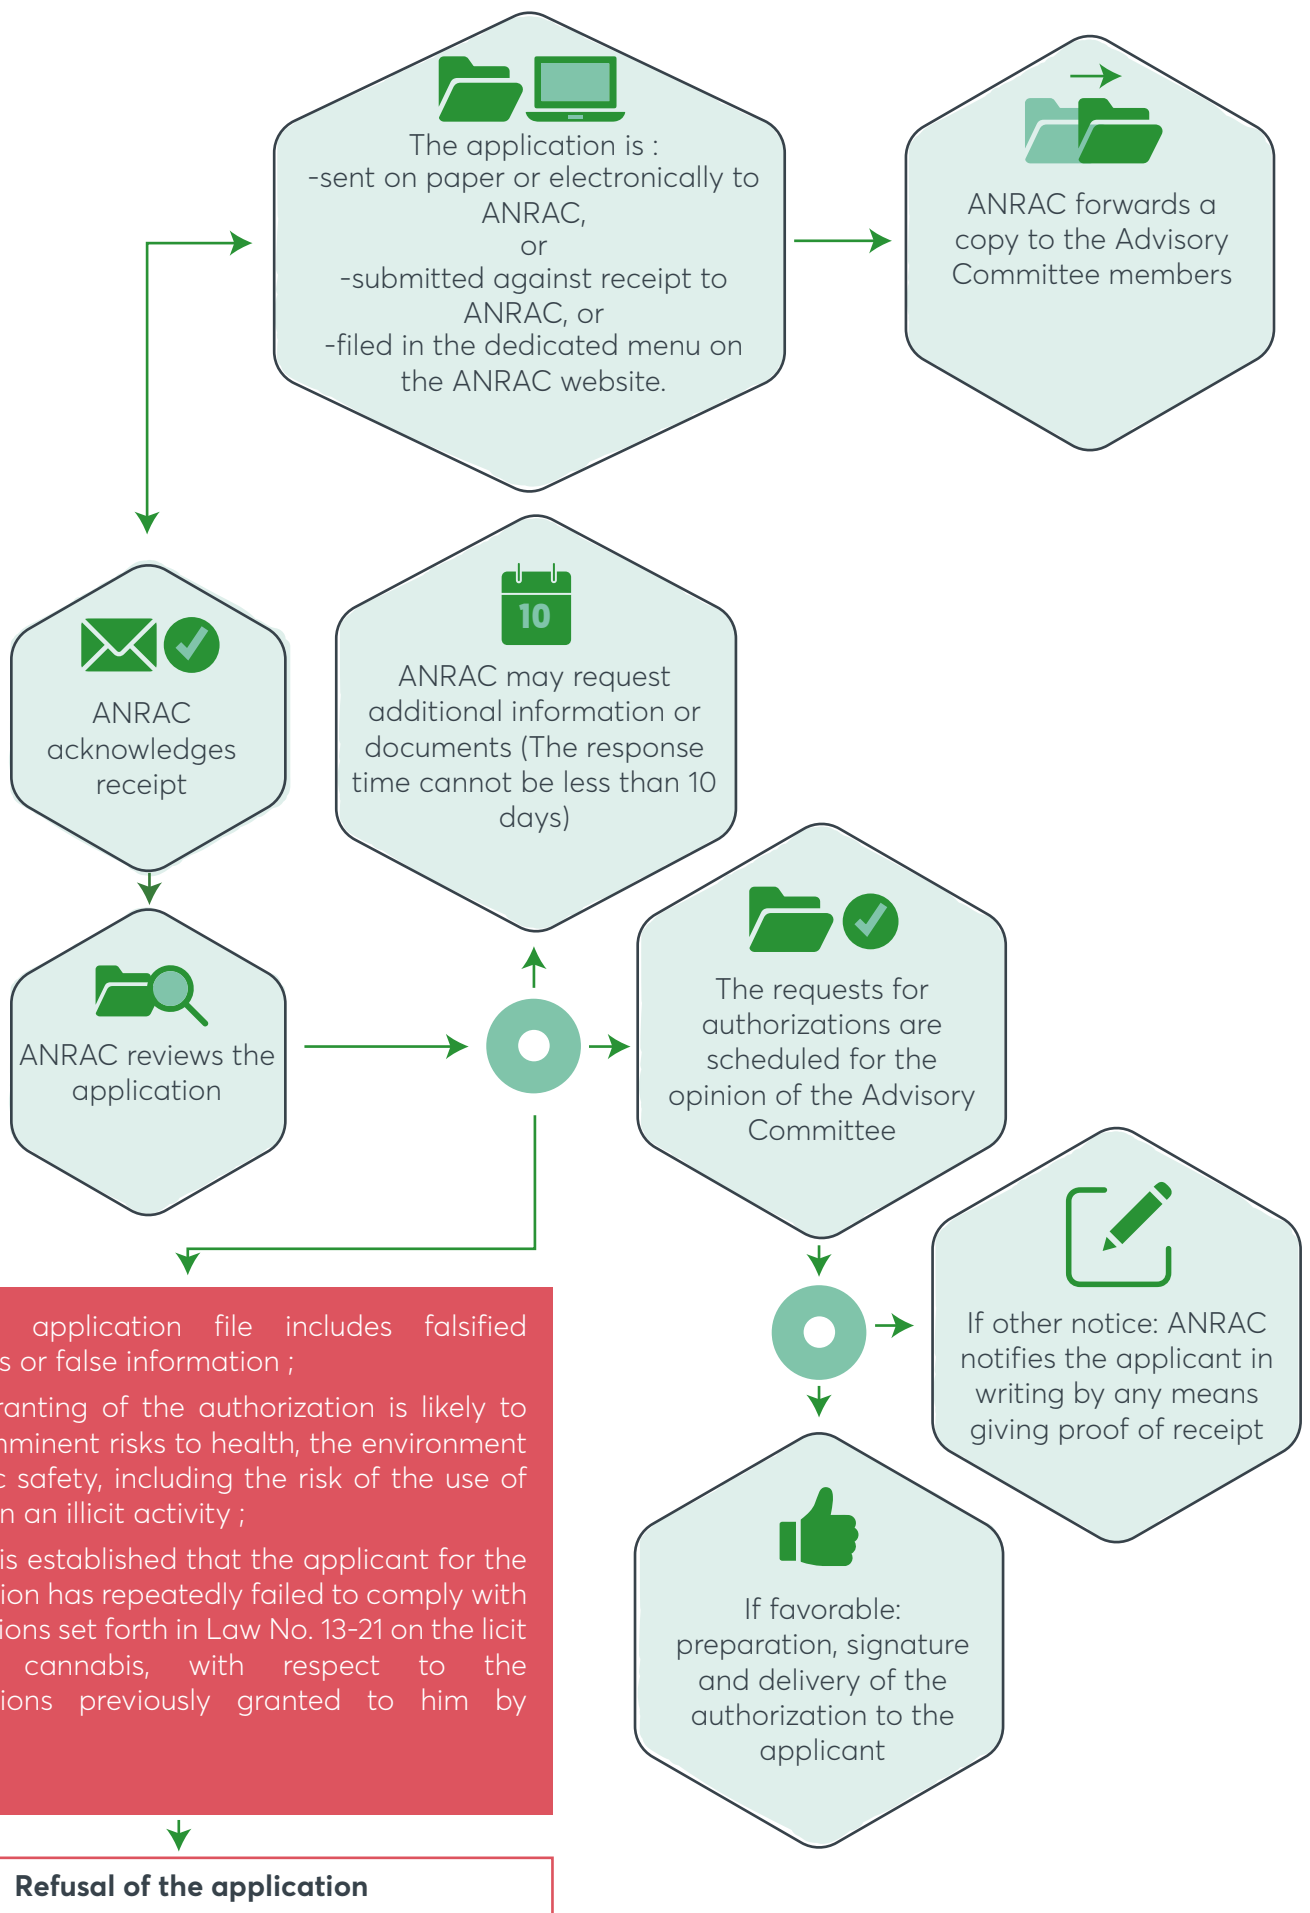 The application is :
-sent on paper or electronically to
ANRAC,
or
-submitted against receipt to
ANRAC, or
-filed in the dedicated menu on
the ANRAC website.
ANRAC forwards a
copy to the Advisory
Committee members
ANRAC
acknowledges
receipt
10
ANRAC may request
additional information or
documents (The response
time cannot be less than 10
days)
ANRAC reviews the
application
The requests for
authorizations are
scheduled for the
opinion of the Advisory
Committee
If other notice: ANRAC
notifies the applicant in
writing by any means
giving proof of receipt
If favorable:
preparation, signature
and delivery of the
authorization to the
applicant
application file includes falsified
or false information ;
of the authorization is likely to
risks to health, the environment
safety, including the risk of the use of
an illicit activity ;
is established that the applicant for the
has repeatedly failed to comply with
set forth in Law No. 13-21 on the licit
cannabis, with respect to the
previously granted to him by
Refusal of the application